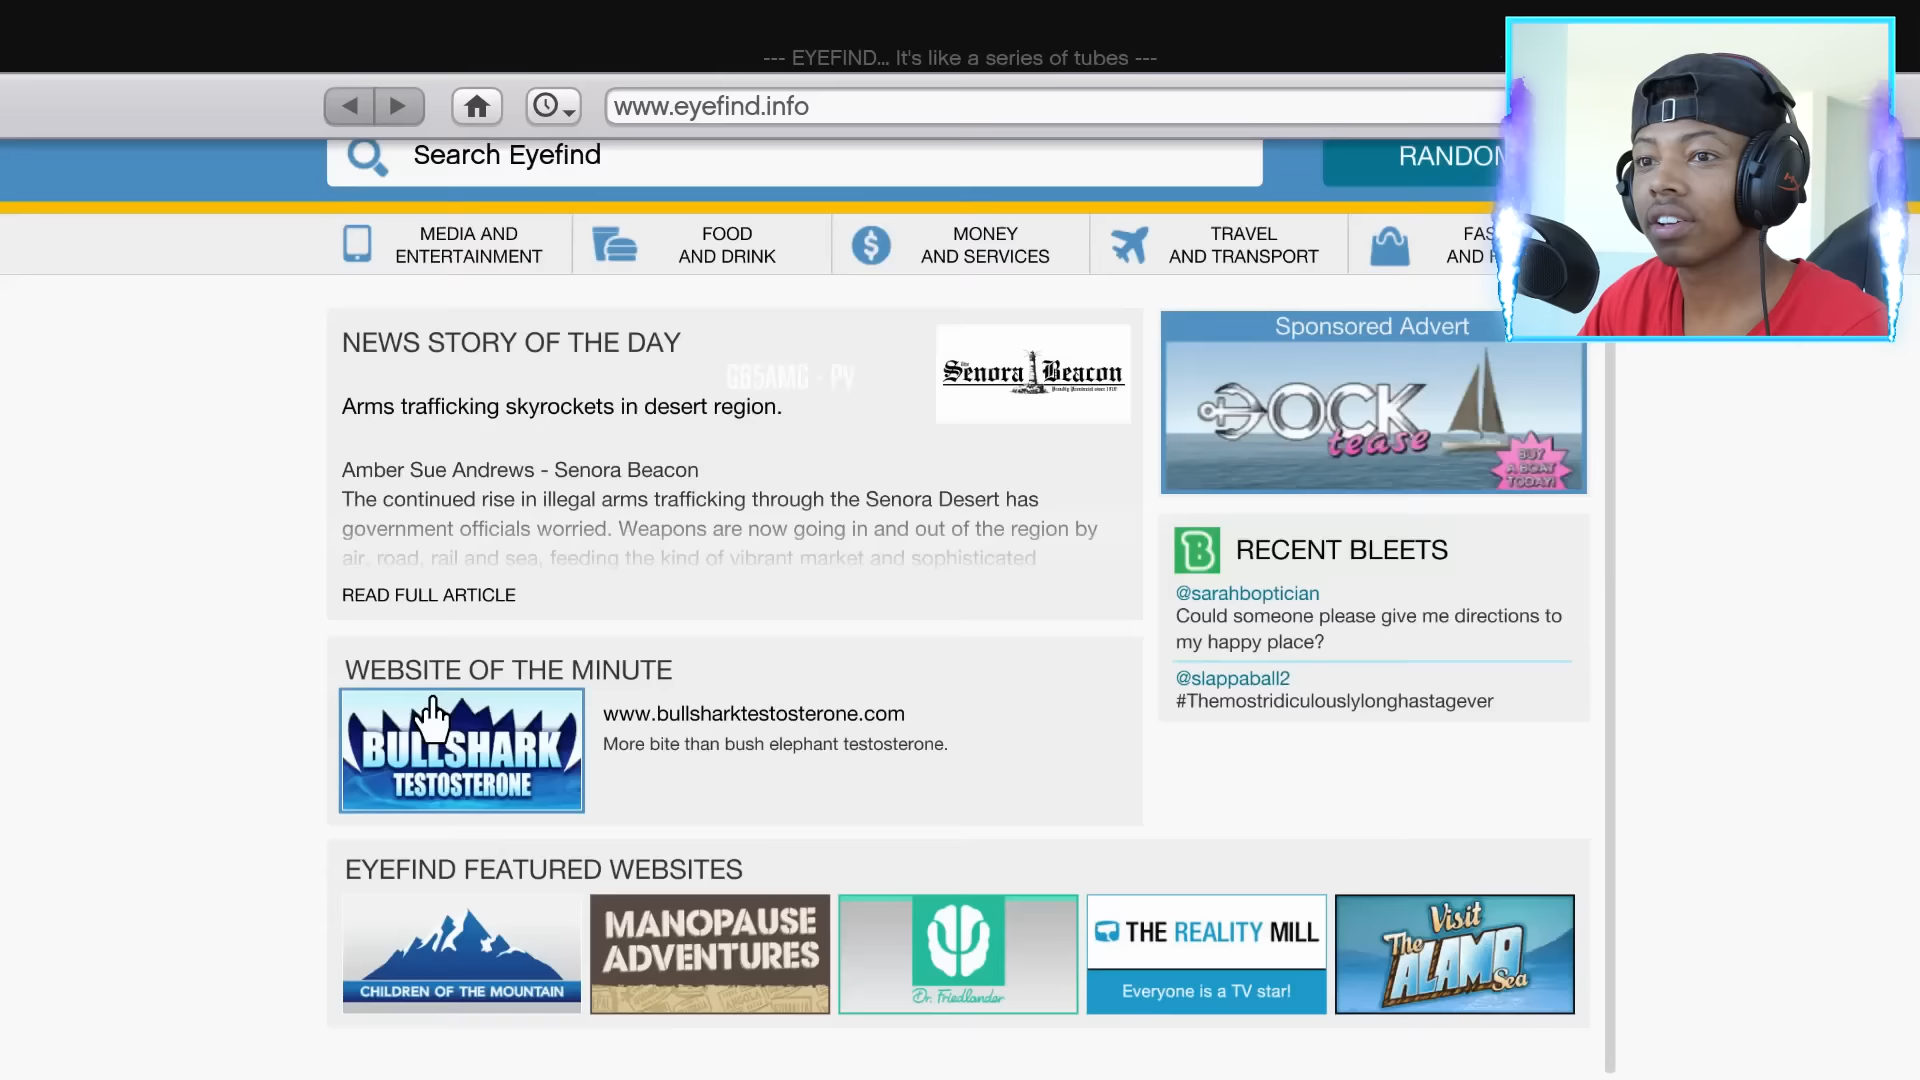 --- EYEFIND... It's like a series of tubes ---
www.eyefind.info
Search Eyefind
RANDOM
MEDIA AND
ENTERTAINMENT
FOOD
AND DRINK
MONEY
AND SERVICES
TRAVEL
AND TRANSPORT
FAS
AND
NEWS STORY OF THE DAY
GB5AMG - PV
The Senora Beacon
Arms trafficking skyrockets in desert region.
Amber Sue Andrews - Senora Beacon
The continued rise in illegal arms trafficking through the Senora Desert has
government officials worried. Weapons are now going in and out of the region by
air, road, rail and sea, feeding the kind of vibrant market and sophisticated
READ FULL ARTICLE
Sponsored Advert
DOCK
tease
BUY
A BOAT
TODAY!
B RECENT BLEETS
@sarahboptician
Could someone please give me directions to
my happy place?
@slappaball2
#Themostridiculouslylonghastagever
WEBSITE OF THE MINUTE
BULLSHARK
TESTOSTERONE
www.bullsharktestosterone.com
More bite than bush elephant testosterone.
EYEFIND FEATURED WEBSITES
CHILDREN OF THE MOUNTAIN
MANOPAUSE
ADVENTURES
Dr. Friedlander
THE REALITY MILL
Everyone is a TV star!
Visit
The
ALAMO
Sea